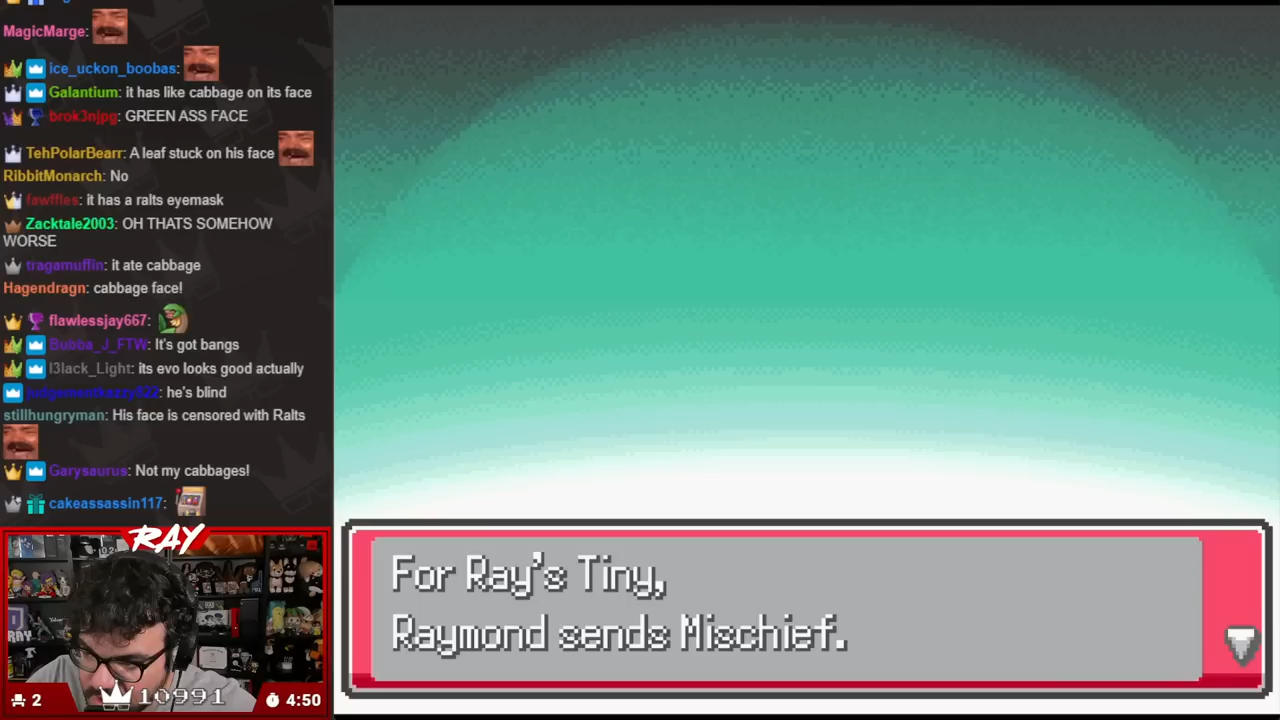 MagicMarge:
ice_uckon_boobas:
Galantium: it has like cabbage on its face
brok3njpg: GREEN ASS FACE
TehPolarBearr: A leaf stuck on his face
RibbitMonarch: No
fawffles: it has a ralts eyemask
Zacktale2003: OH THATS SOMEHOW
WORSE
tragamuffin: it ate cabbage
Hagendragn: cabbage face!
flawlessjay667:
Bubba_J_FTW: It's got bangs
l3lack_Light: its evo looks good actually
judgementkazzy822: he's blind
stillhungryman: His face is censored with Ralts
Garysaurus: Not my cabbages!
cakeassassin117:
RAY
2
10991
4:50
For Ray's Tiny,
Raymond sends Mischief.